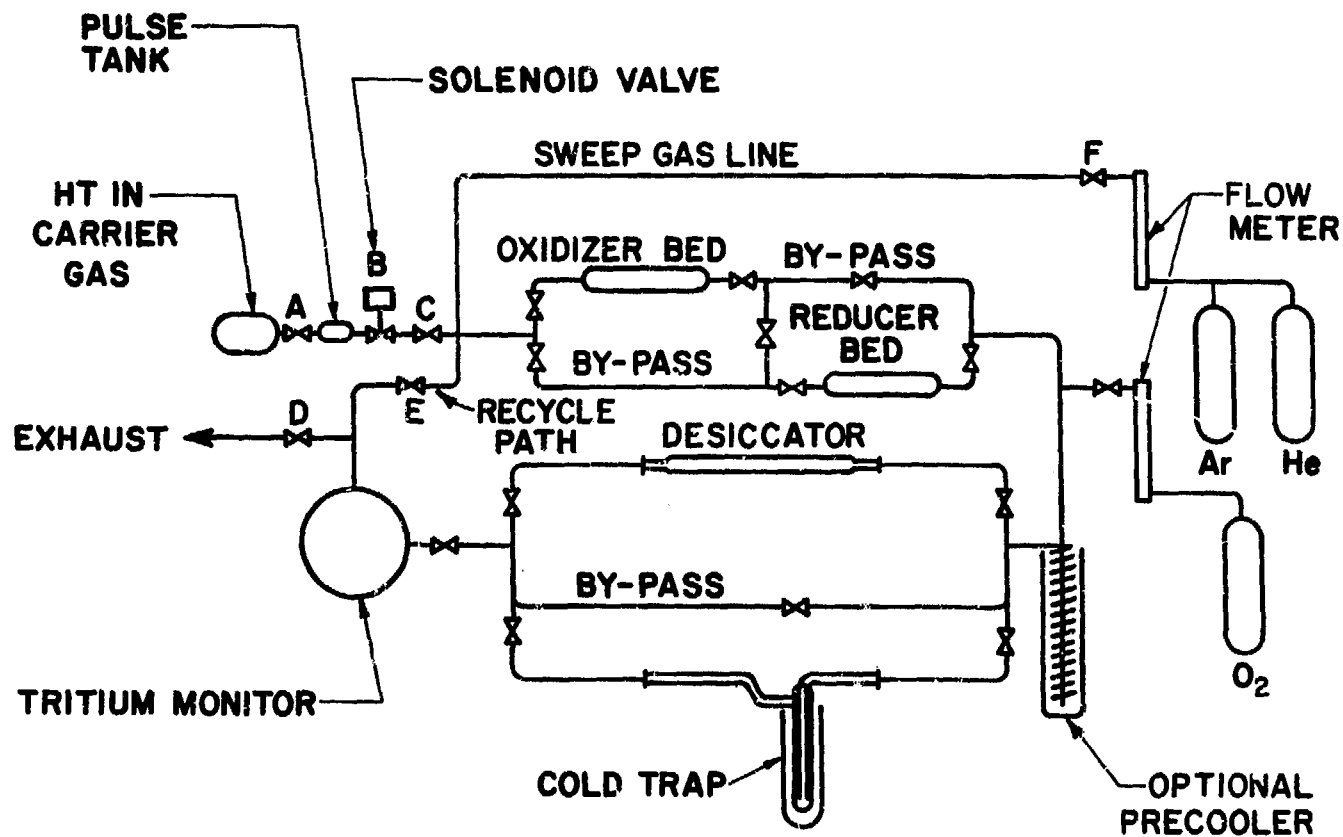 PULSE
TANK
SOLENOID VALVE
SWEEP GAS LINE
F
HT IN
CARRIER
GAS
FLOW
METER
B
OXIDIZER BED
BY-PASS
A
C
REDUCER
BED
BY-PASS
D
E
RECYCLE
PATH
EXHAUST
DESICCATOR
Ar
He
BY-PASS
O₂
TRITIUM MONITOR
COLD TRAP
OPTIONAL
PRECOOLER